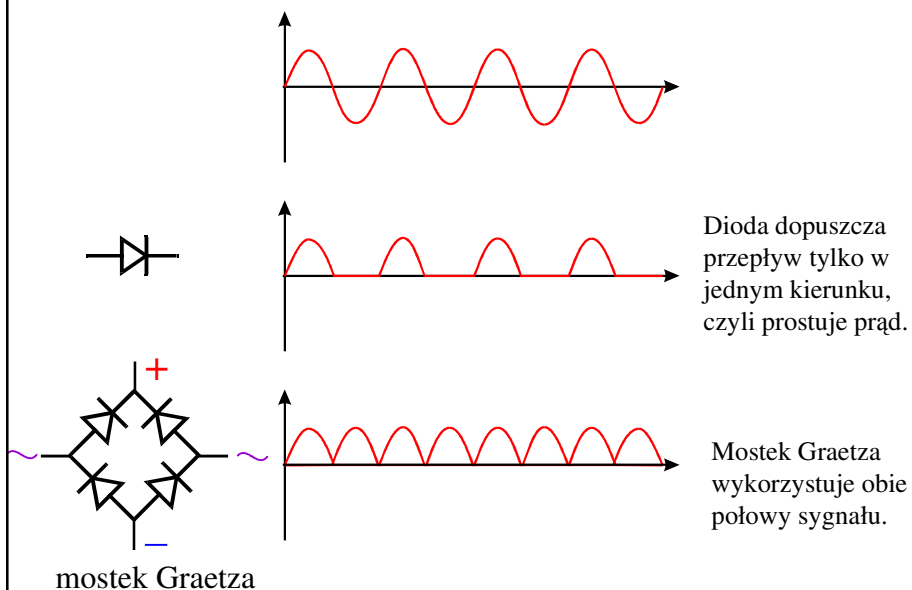 Dioda dopuszcza
przepływ tylko w
jednym kierunku,
czyli prostuje prąd.
+
Mostek Graetza
wykorzystuje obie
połowy sygnału.
−
mostek Graetza